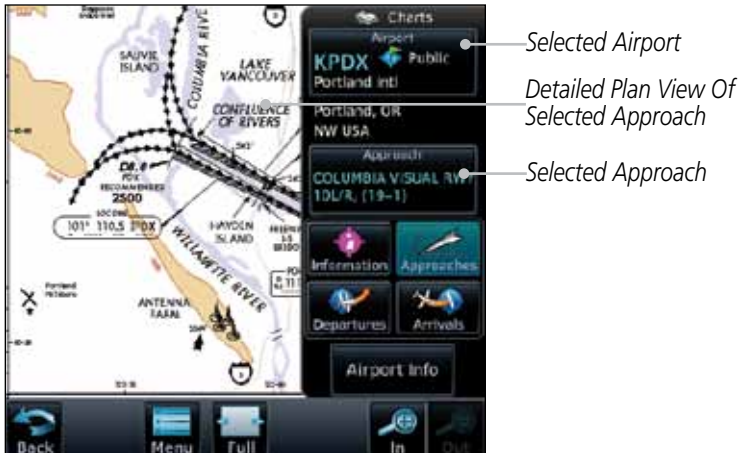 Charts
Airport
KPDX Public
Portland Intl
Portland, OR
NW USA
Approach
COLUMBIA VISUAL RWY
10L/R, (19-1)
Information
Approaches
Departures
Arrivals
Airport Info
Back
Menu
Full
In
Out
SAUVIE
ISLAND
COLUMBIA RIVER
LAKE
VANCOUVER
CONFLUENCE
OF RIVERS
RECOMMENDED
2500
101° 110.5 IPDX
HAYDEN
ISLAND
WILLAMETTE RIVER
ANTENNA
FARM
Selected Airport
Detailed Plan View Of
Selected Approach
Selected Approach